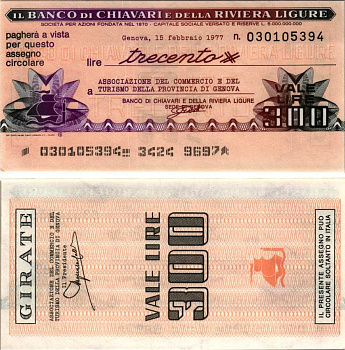 IL BANCO DI CHIAVARI E DELLA RIVIERA LIGURE
SOCIETÀ PER AZIONI FONDATA NEL 1870 - CAPITALE SOCIALE VERSATO E RISERVE L. 5.000.000.000
pagherà a vista
per questo
assegno
circolare
Genova, 15 febbraio 1977
n. 030105394
lire trecento
ASSOCIAZIONE DEL COMMERCIO E DEL
TURISMO DELLA PROVINCIA DI GENOVA
BANCO DI CHIAVARI E DELLA RIVIERA LIGURE
SEDE DI GENOVA
VALE
LIRE
300
030105394 3424 9697
GIRATE
ASSOCIAZIONE DEL COMMERCIO E DEL
TURISMO DELLA PROVINCIA DI GENOVA
Il Presidente
VALE LIRE
300
IL PRESENTE ASSEGNO PUÒ
CIRCOLARE SOLTANTO IN ITALIA